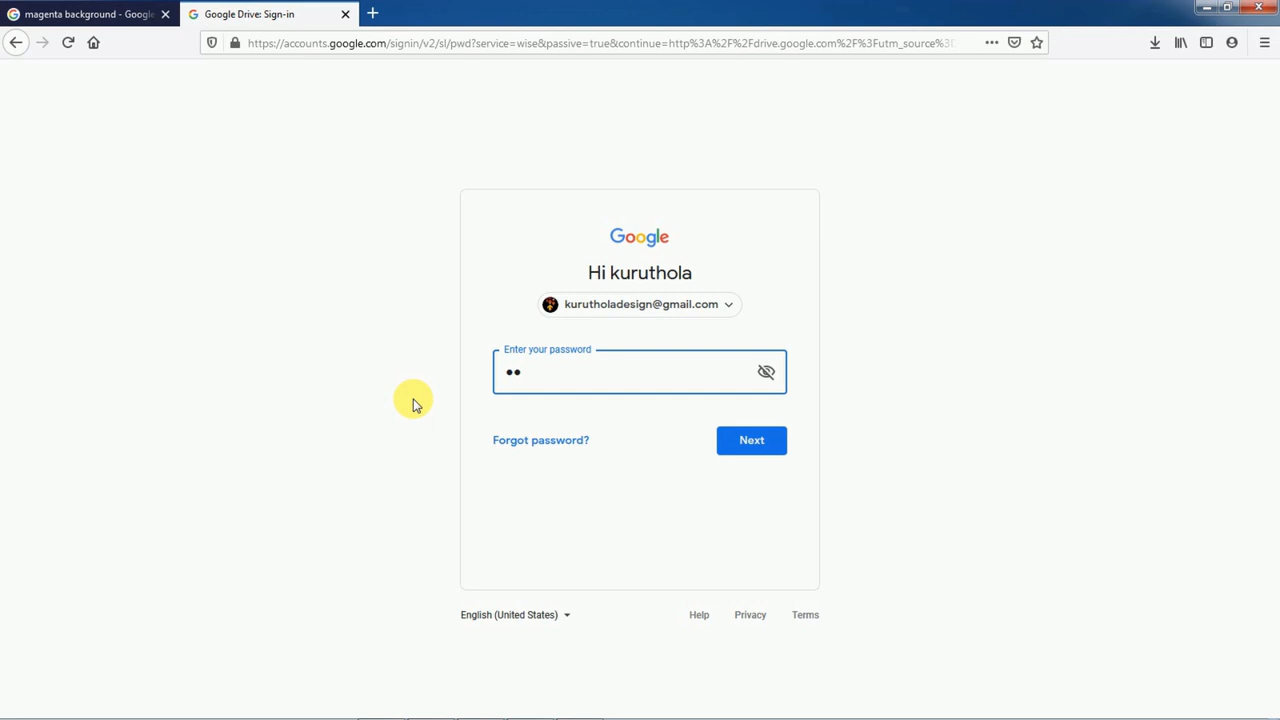 magenta background - Google
Google Drive: Sign-in
https://accounts.google.com/signin/v2/sl/pwd?service=wise&passive=true&continue=http%3A%2F%2Fdrive.google.com%2F%3Futm_source%3
Google
Hi kuruthola
kurutholadesign@gmail.com
Enter your password
Forgot password?
Next
English (United States)
Help
Privacy
Terms